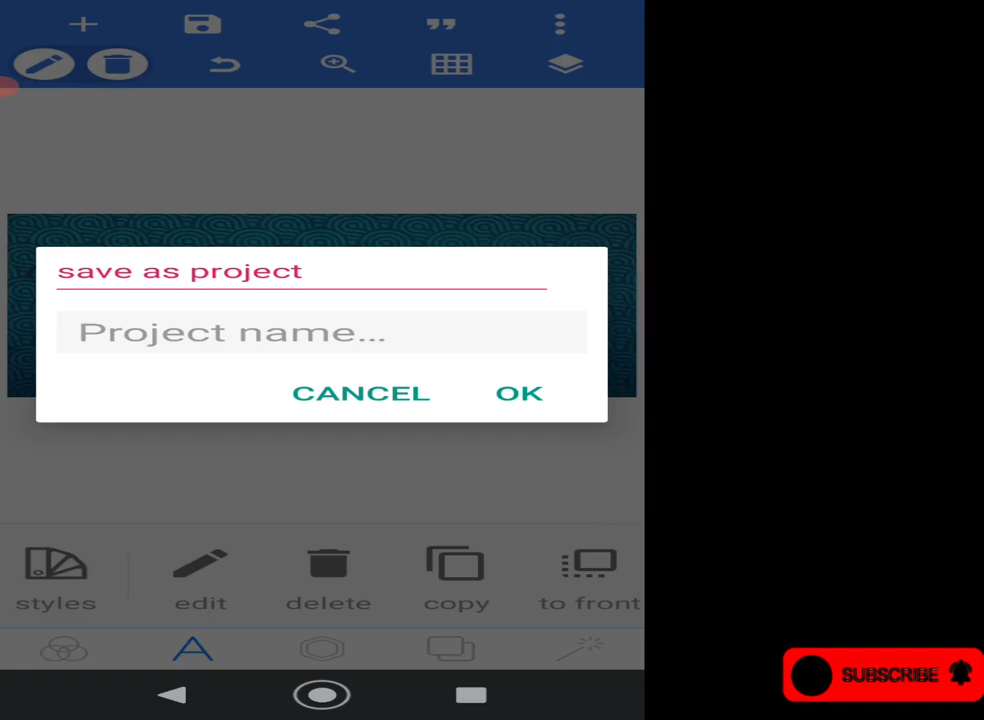 save as project
Project name...
CANCEL OK
styles edit delete copy to front
SUBSCRIBE